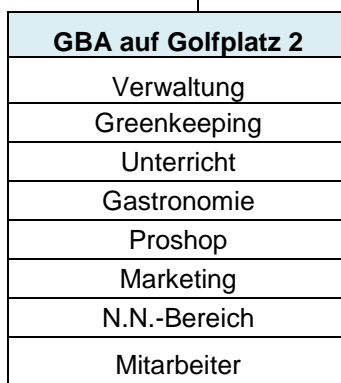 GBA auf Golfplatz 2
Verwaltung
Greenkeeping
Unterricht
Gastronomie
Proshop
Marketing
N.N.-Bereich
Mitarbeiter